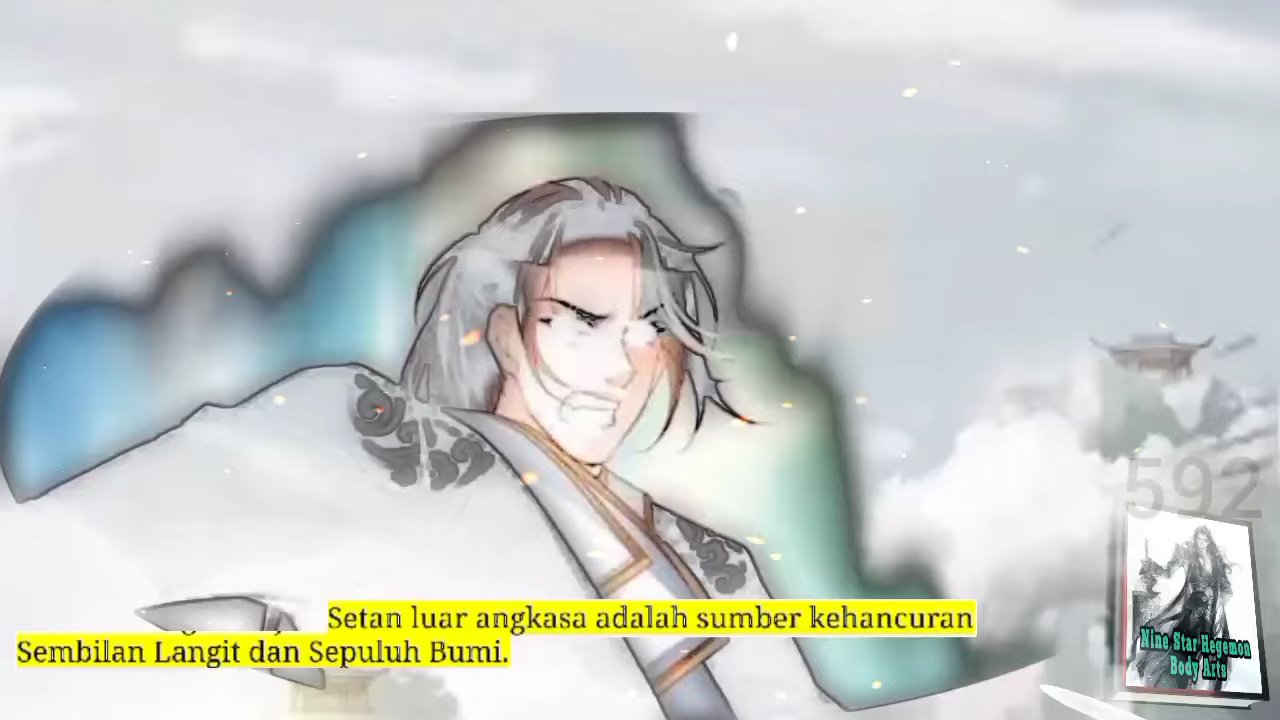 592
Setan luar angkasa adalah sumber kehancuran
Sembilan Langit dan Sepuluh Bumi.
Nine Star Hegemon
Body Arts